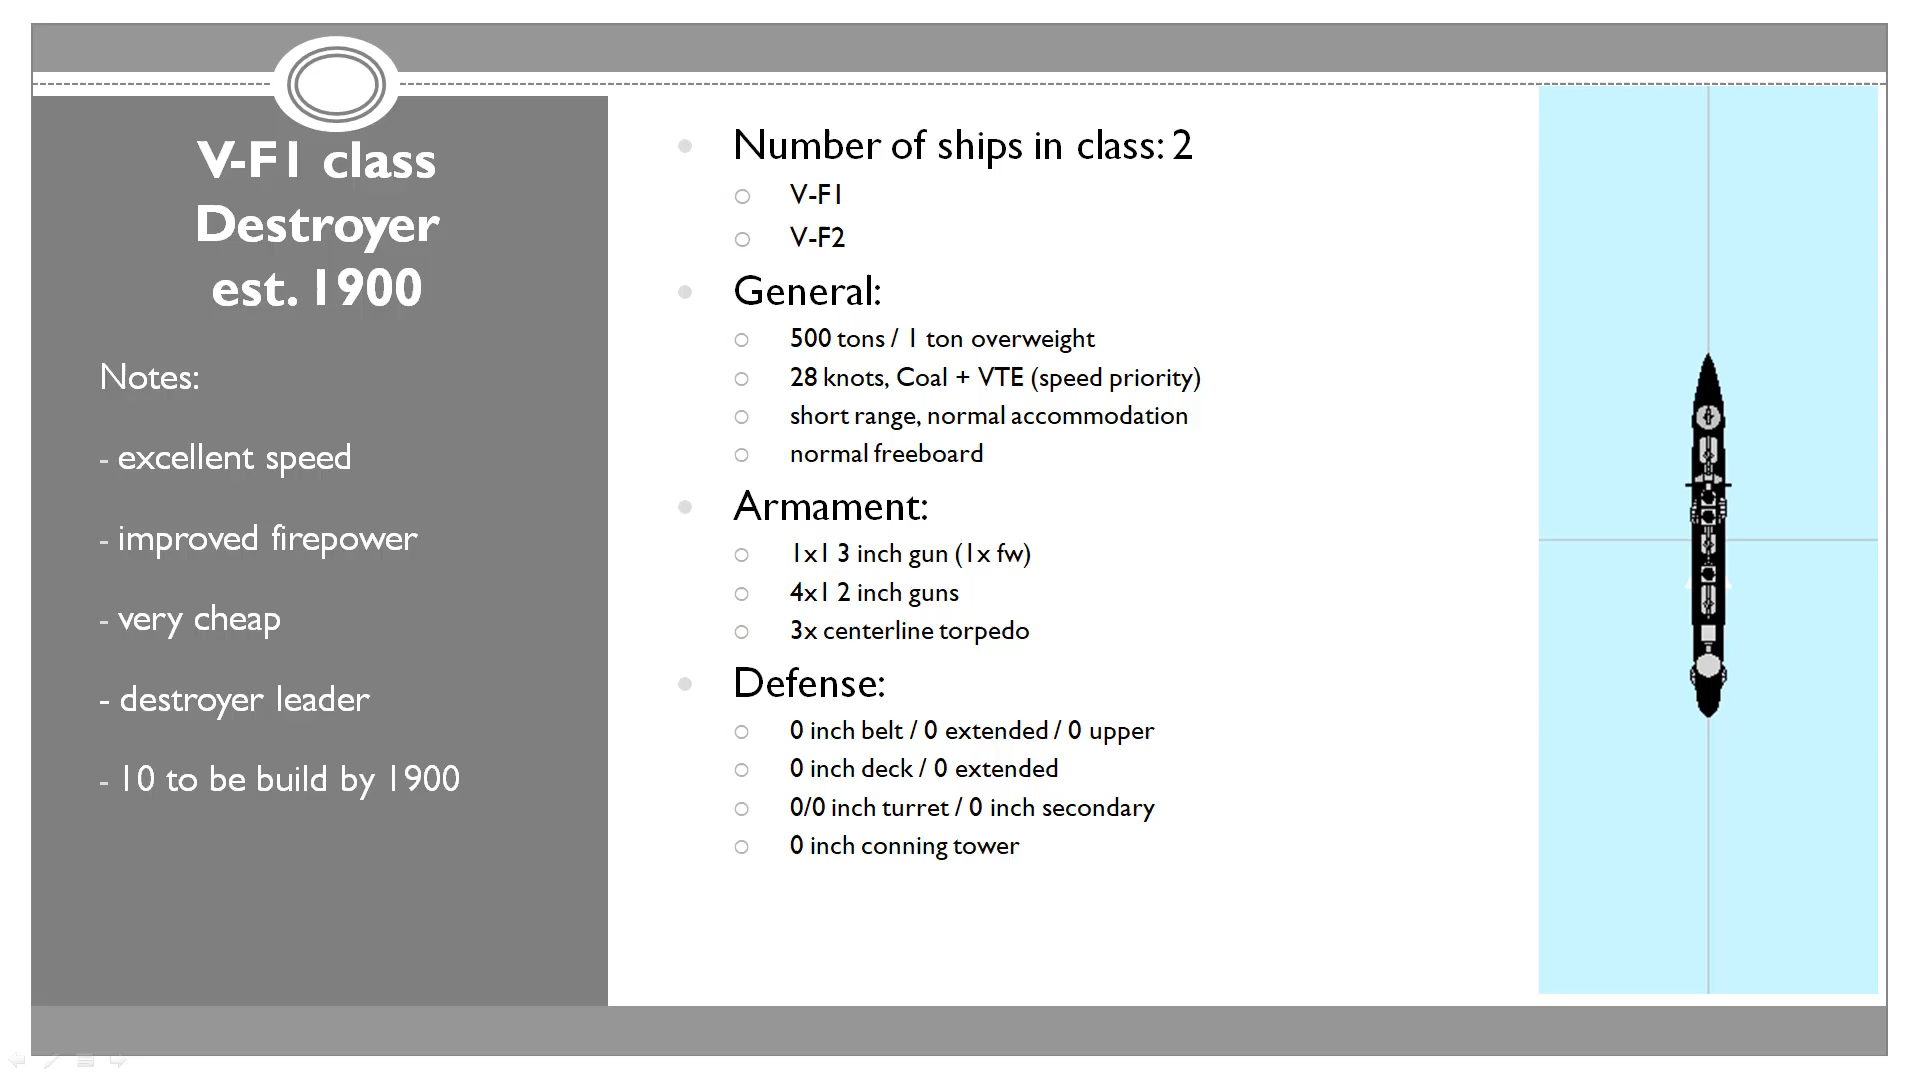 V-F1 class
Destroyer
est. 1900
Notes:
- excellent speed
- improved firepower
- very cheap
- destroyer leader
- 10 to be build by 1900
Number of ships in class: 2
V-F1
V-F2
General:
500 tons / 1 ton overweight
28 knots, Coal + VTE (speed priority)
short range, normal accommodation
normal freeboard
Armament:
1x1 3 inch gun (1x fw)
4x1 2 inch guns
3x centerline torpedo
Defense:
0 inch belt / 0 extended / 0 upper
0 inch deck / 0 extended
0/0 inch turret / 0 inch secondary
0 inch conning tower